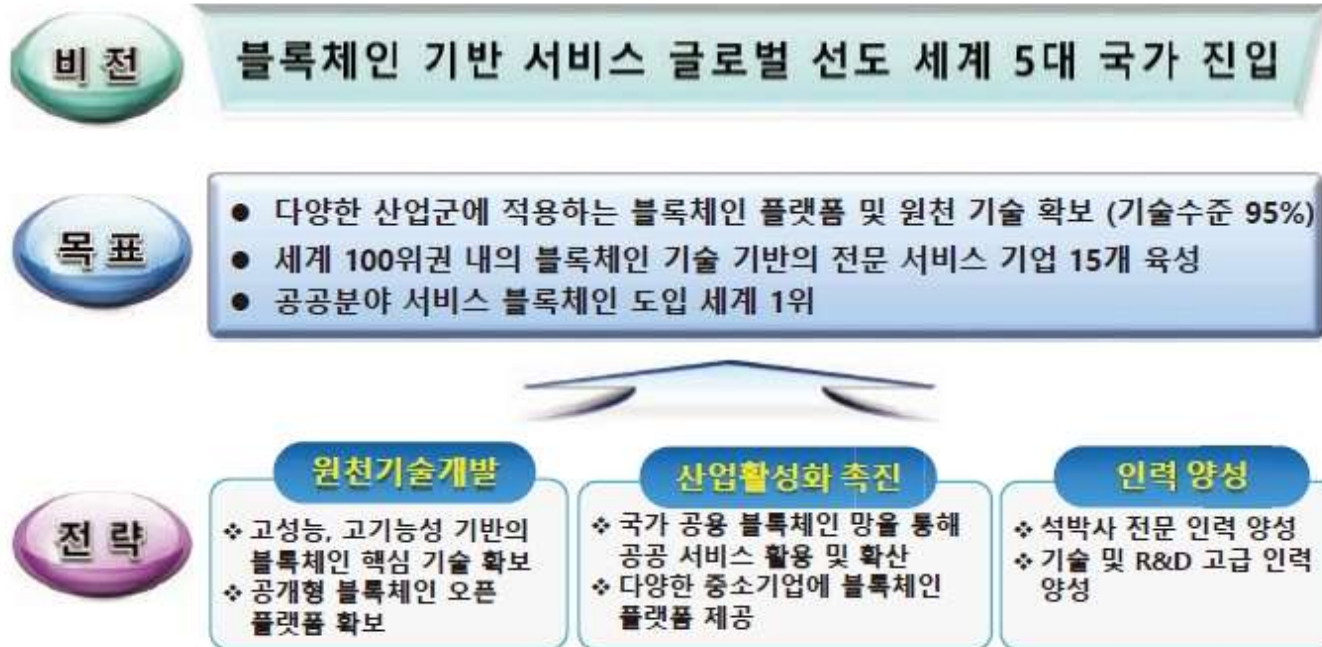 비 전
블록체인 기반 서비스 글로벌 선도 세계 5대 국가 진입
목 표
● 다양한 산업군에 적용하는 블록체인 플랫폼 및 원천 기술 확보 (기술수준 95%)
● 세계 100위권 내의 블록체인 기술 기반의 전문 서비스 기업 15개 육성
● 공공분야 서비스 블록체인 도입 세계 1위
전 략
원천기술개발
❖ 고성능, 고기능성 기반의
블록체인 핵심 기술 확보
❖ 공개형 블록체인 오픈
플랫폼 확보
산업활성화 촉진
❖ 국가 공용 블록체인 망을 통해
공공 서비스 활용 및 확산
❖ 다양한 중소기업에 블록체인
플랫폼 제공
인력 양성
❖ 석박사 전문 인력 양성
❖ 기술 및 R&D 고급 인력
양성